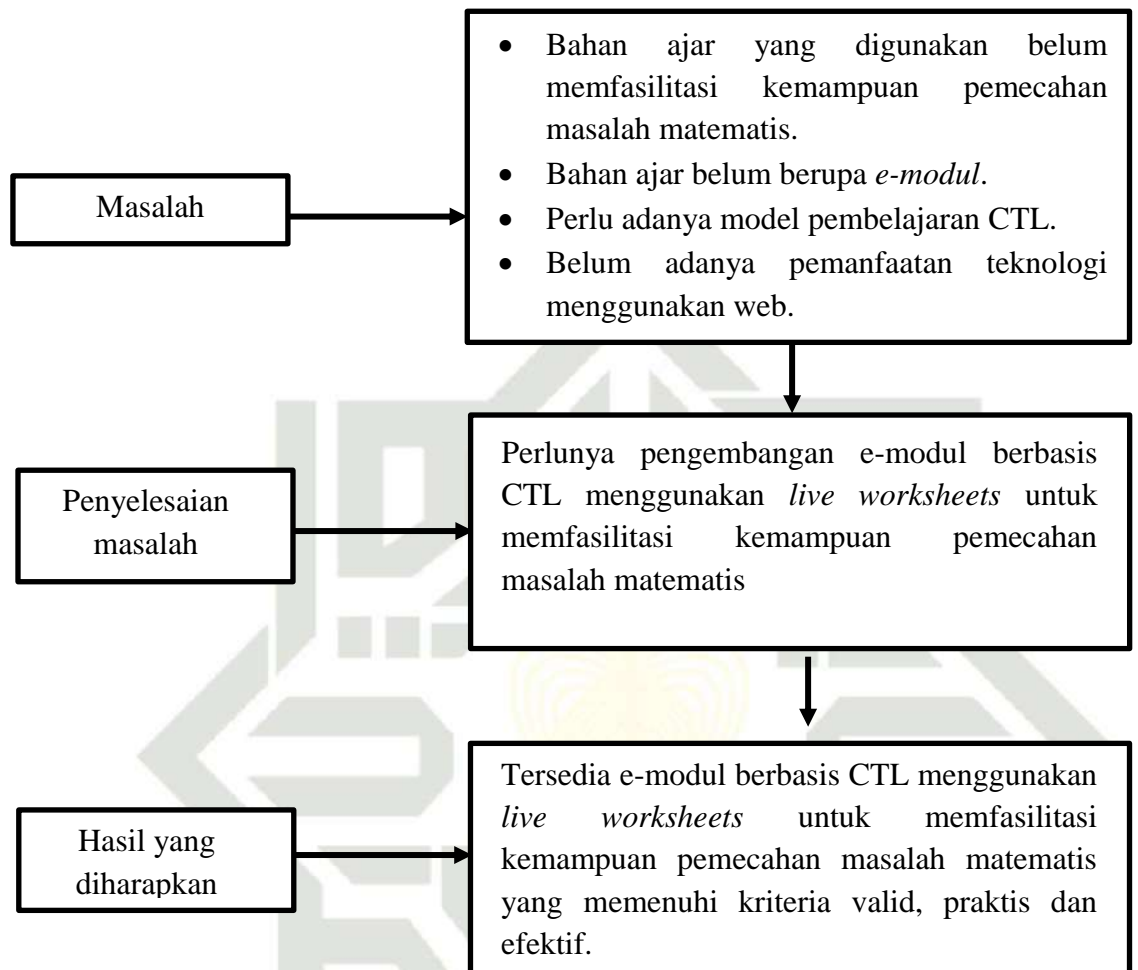 • Bahan ajar yang digunakan belum
memfasilitasi kemampuan pemecahan
masalah matematis.
• Bahan ajar belum berupa e-modul.
• Perlu adanya model pembelajaran CTL.
• Belum adanya pemanfaatan teknologi
menggunakan web.
Masalah
Perlunya pengembangan e-modul berbasis
CTL menggunakan live worksheets untuk
memfasilitasi kemampuan pemecahan
masalah matematis
Penyelesaian
masalah
Tersedia e-modul berbasis CTL menggunakan
live worksheets untuk memfasilitasi
kemampuan pemecahan masalah matematis
yang memenuhi kriteria valid, praktis dan
efektif.
Hasil yang
diharapkan